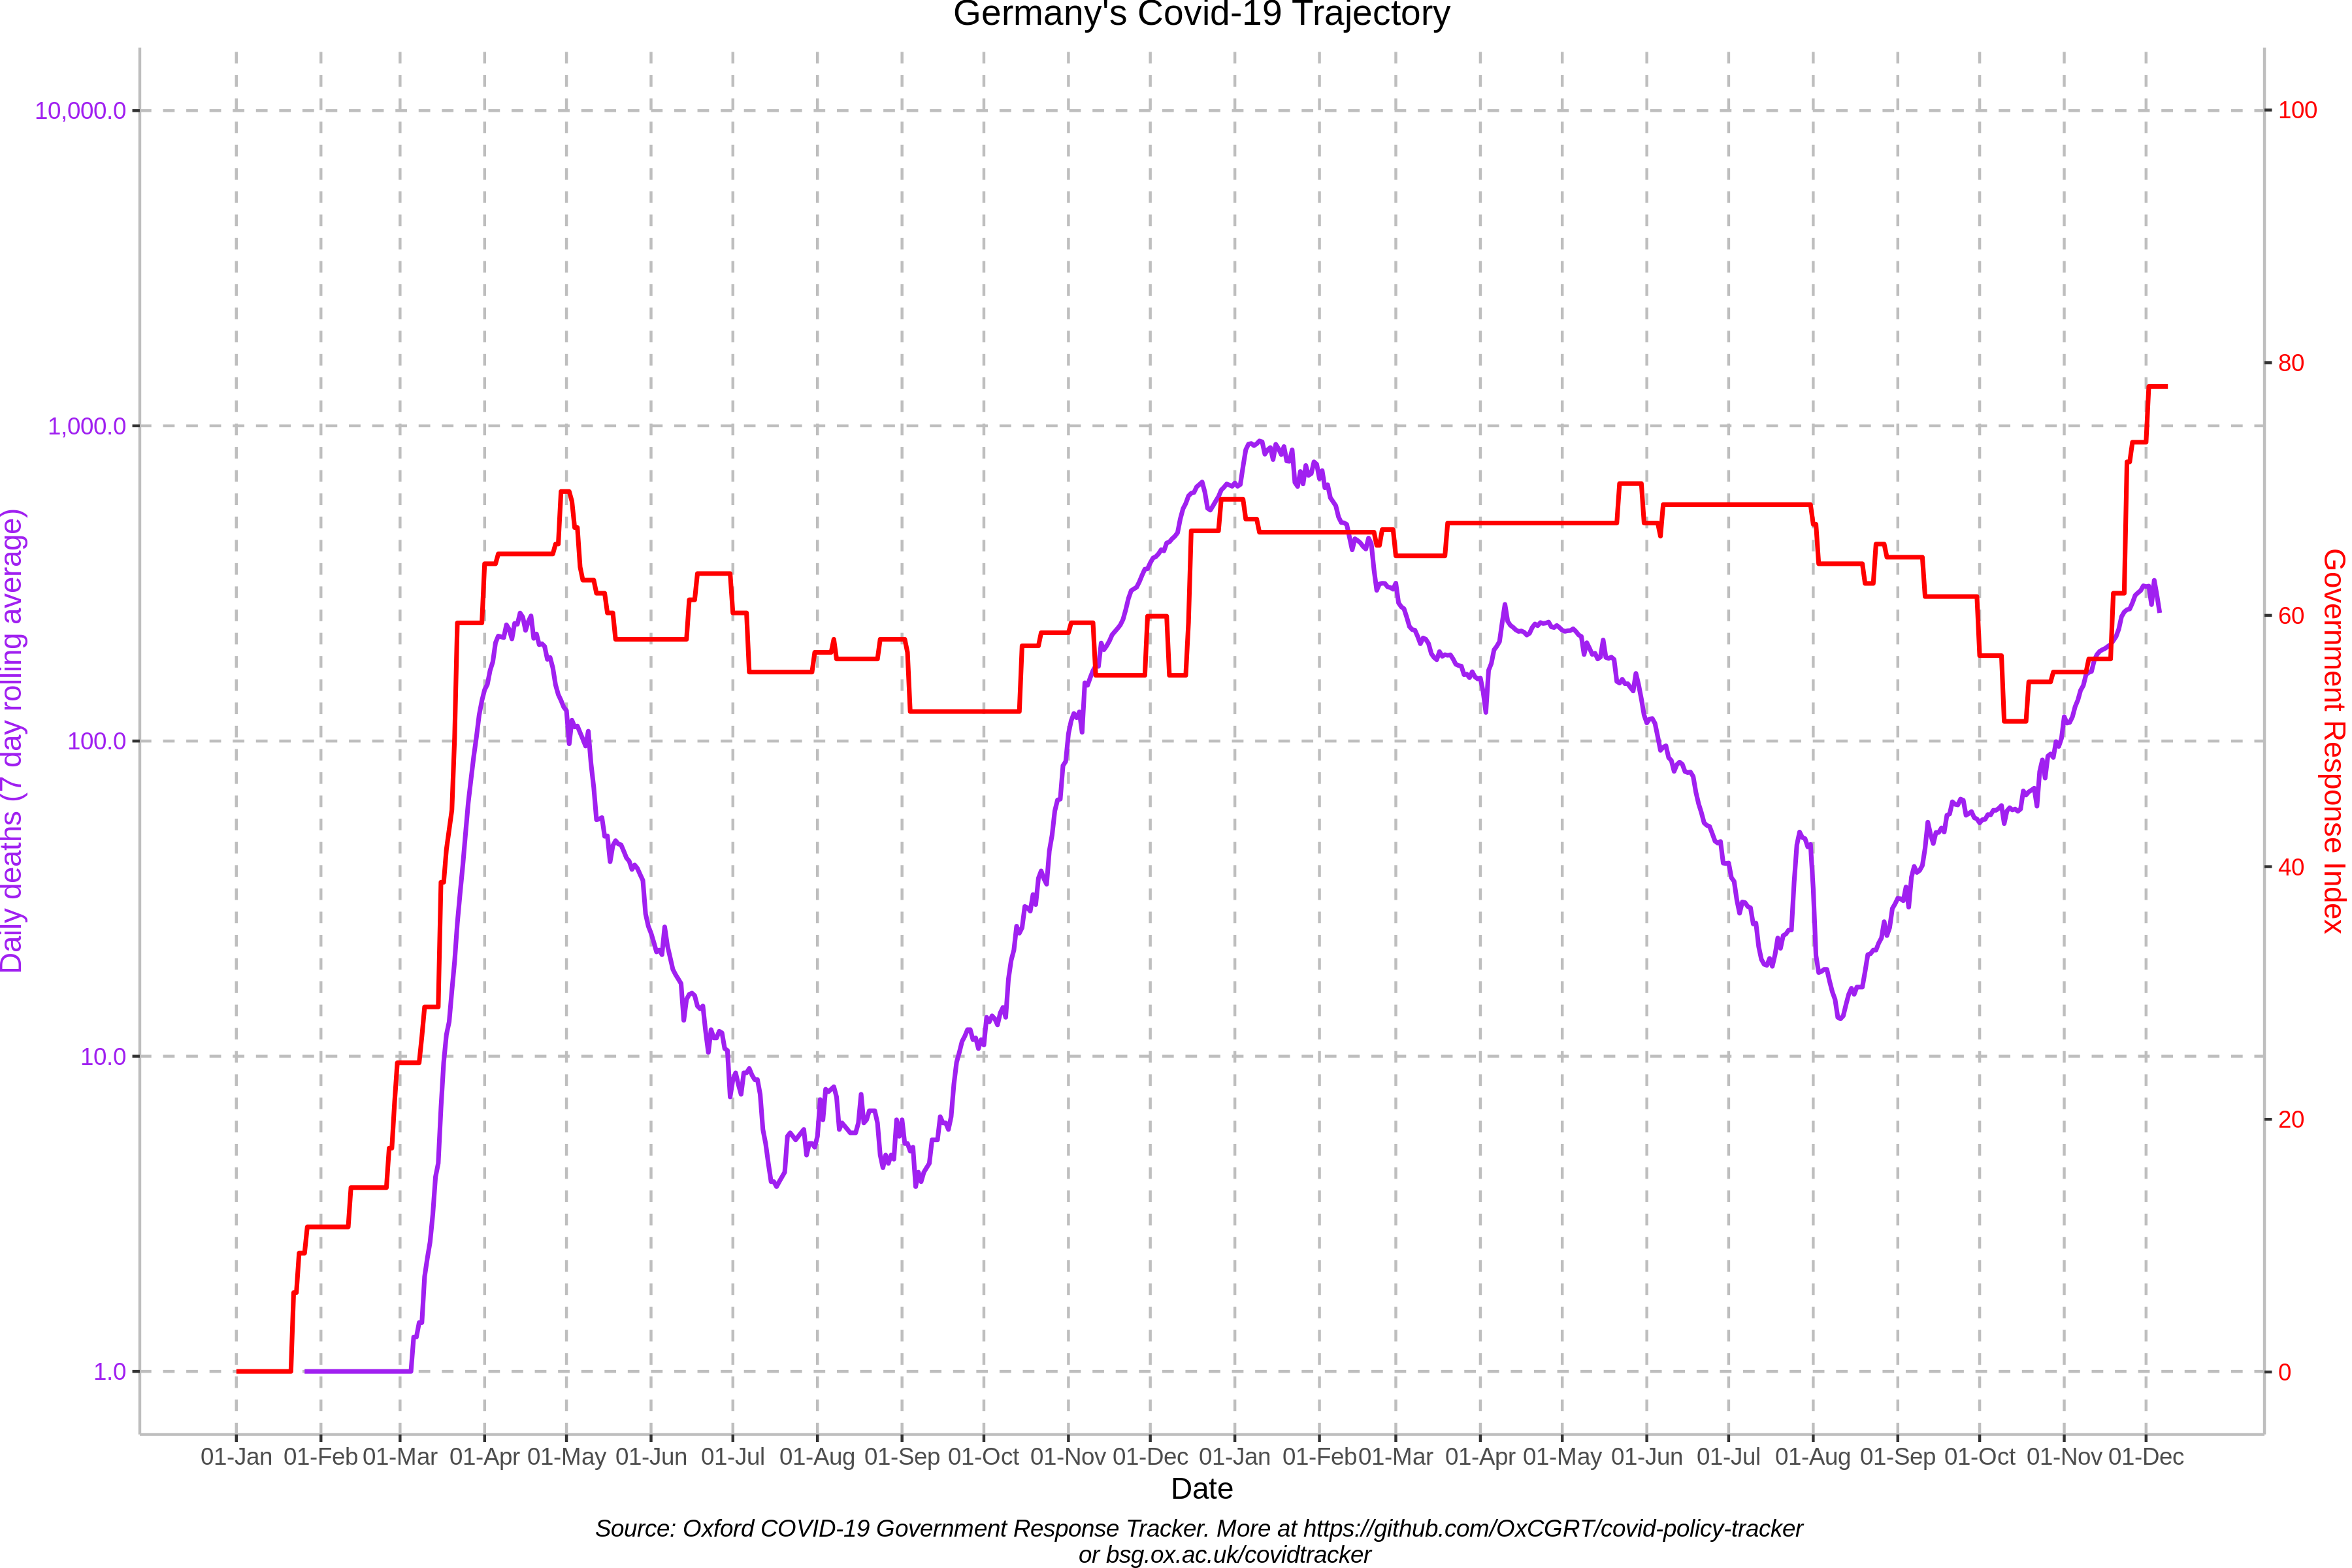 Germany's Covid-19 Trajectory
10,000.0
1,000.0
100.0
10.0
1.0
Daily deaths (7 day rolling average)
100
80
60
40
20
0
Government Response Index
01-Jan 01-Feb 01-Mar 01-Apr 01-May 01-Jun 01-Jul 01-Aug 01-Sep 01-Oct 01-Nov 01-Dec 01-Jan 01-Feb 01-Mar 01-Apr 01-May 01-Jun 01-Jul 01-Aug 01-Sep 01-Oct 01-Nov 01-Dec
Date
Source: Oxford COVID-19 Government Response Tracker. More at https://github.com/OxCGRT/covid-policy-tracker
or bsg.ox.ac.uk/covidtracker